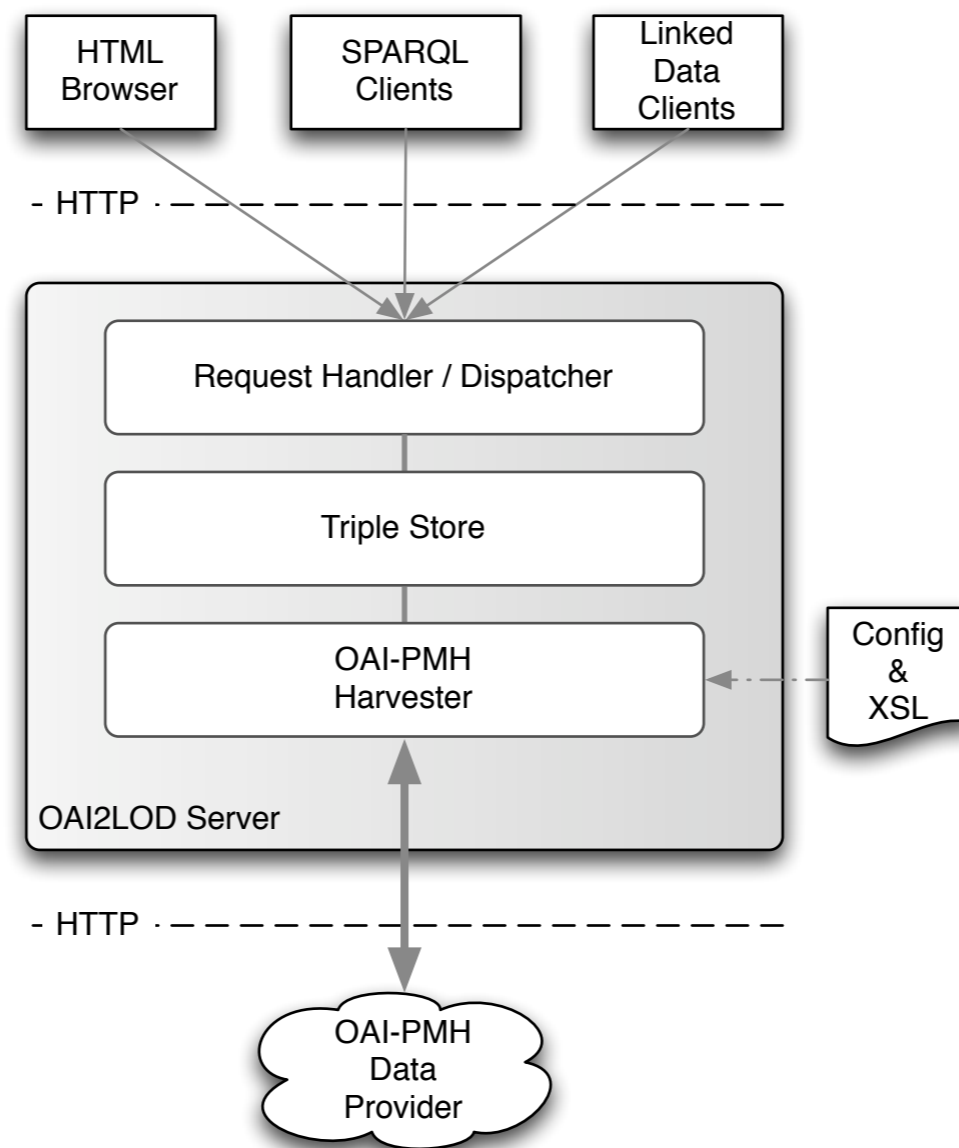 HTML
Browser
SPARQL
Clients
Linked
Data
Clients
- HTTP
Request Handler / Dispatcher
Triple Store
OAI-PMH
Harvester
Config
&
XSL
OAI2LOD Server
- HTTP
OAI-PMH
Data
Provider